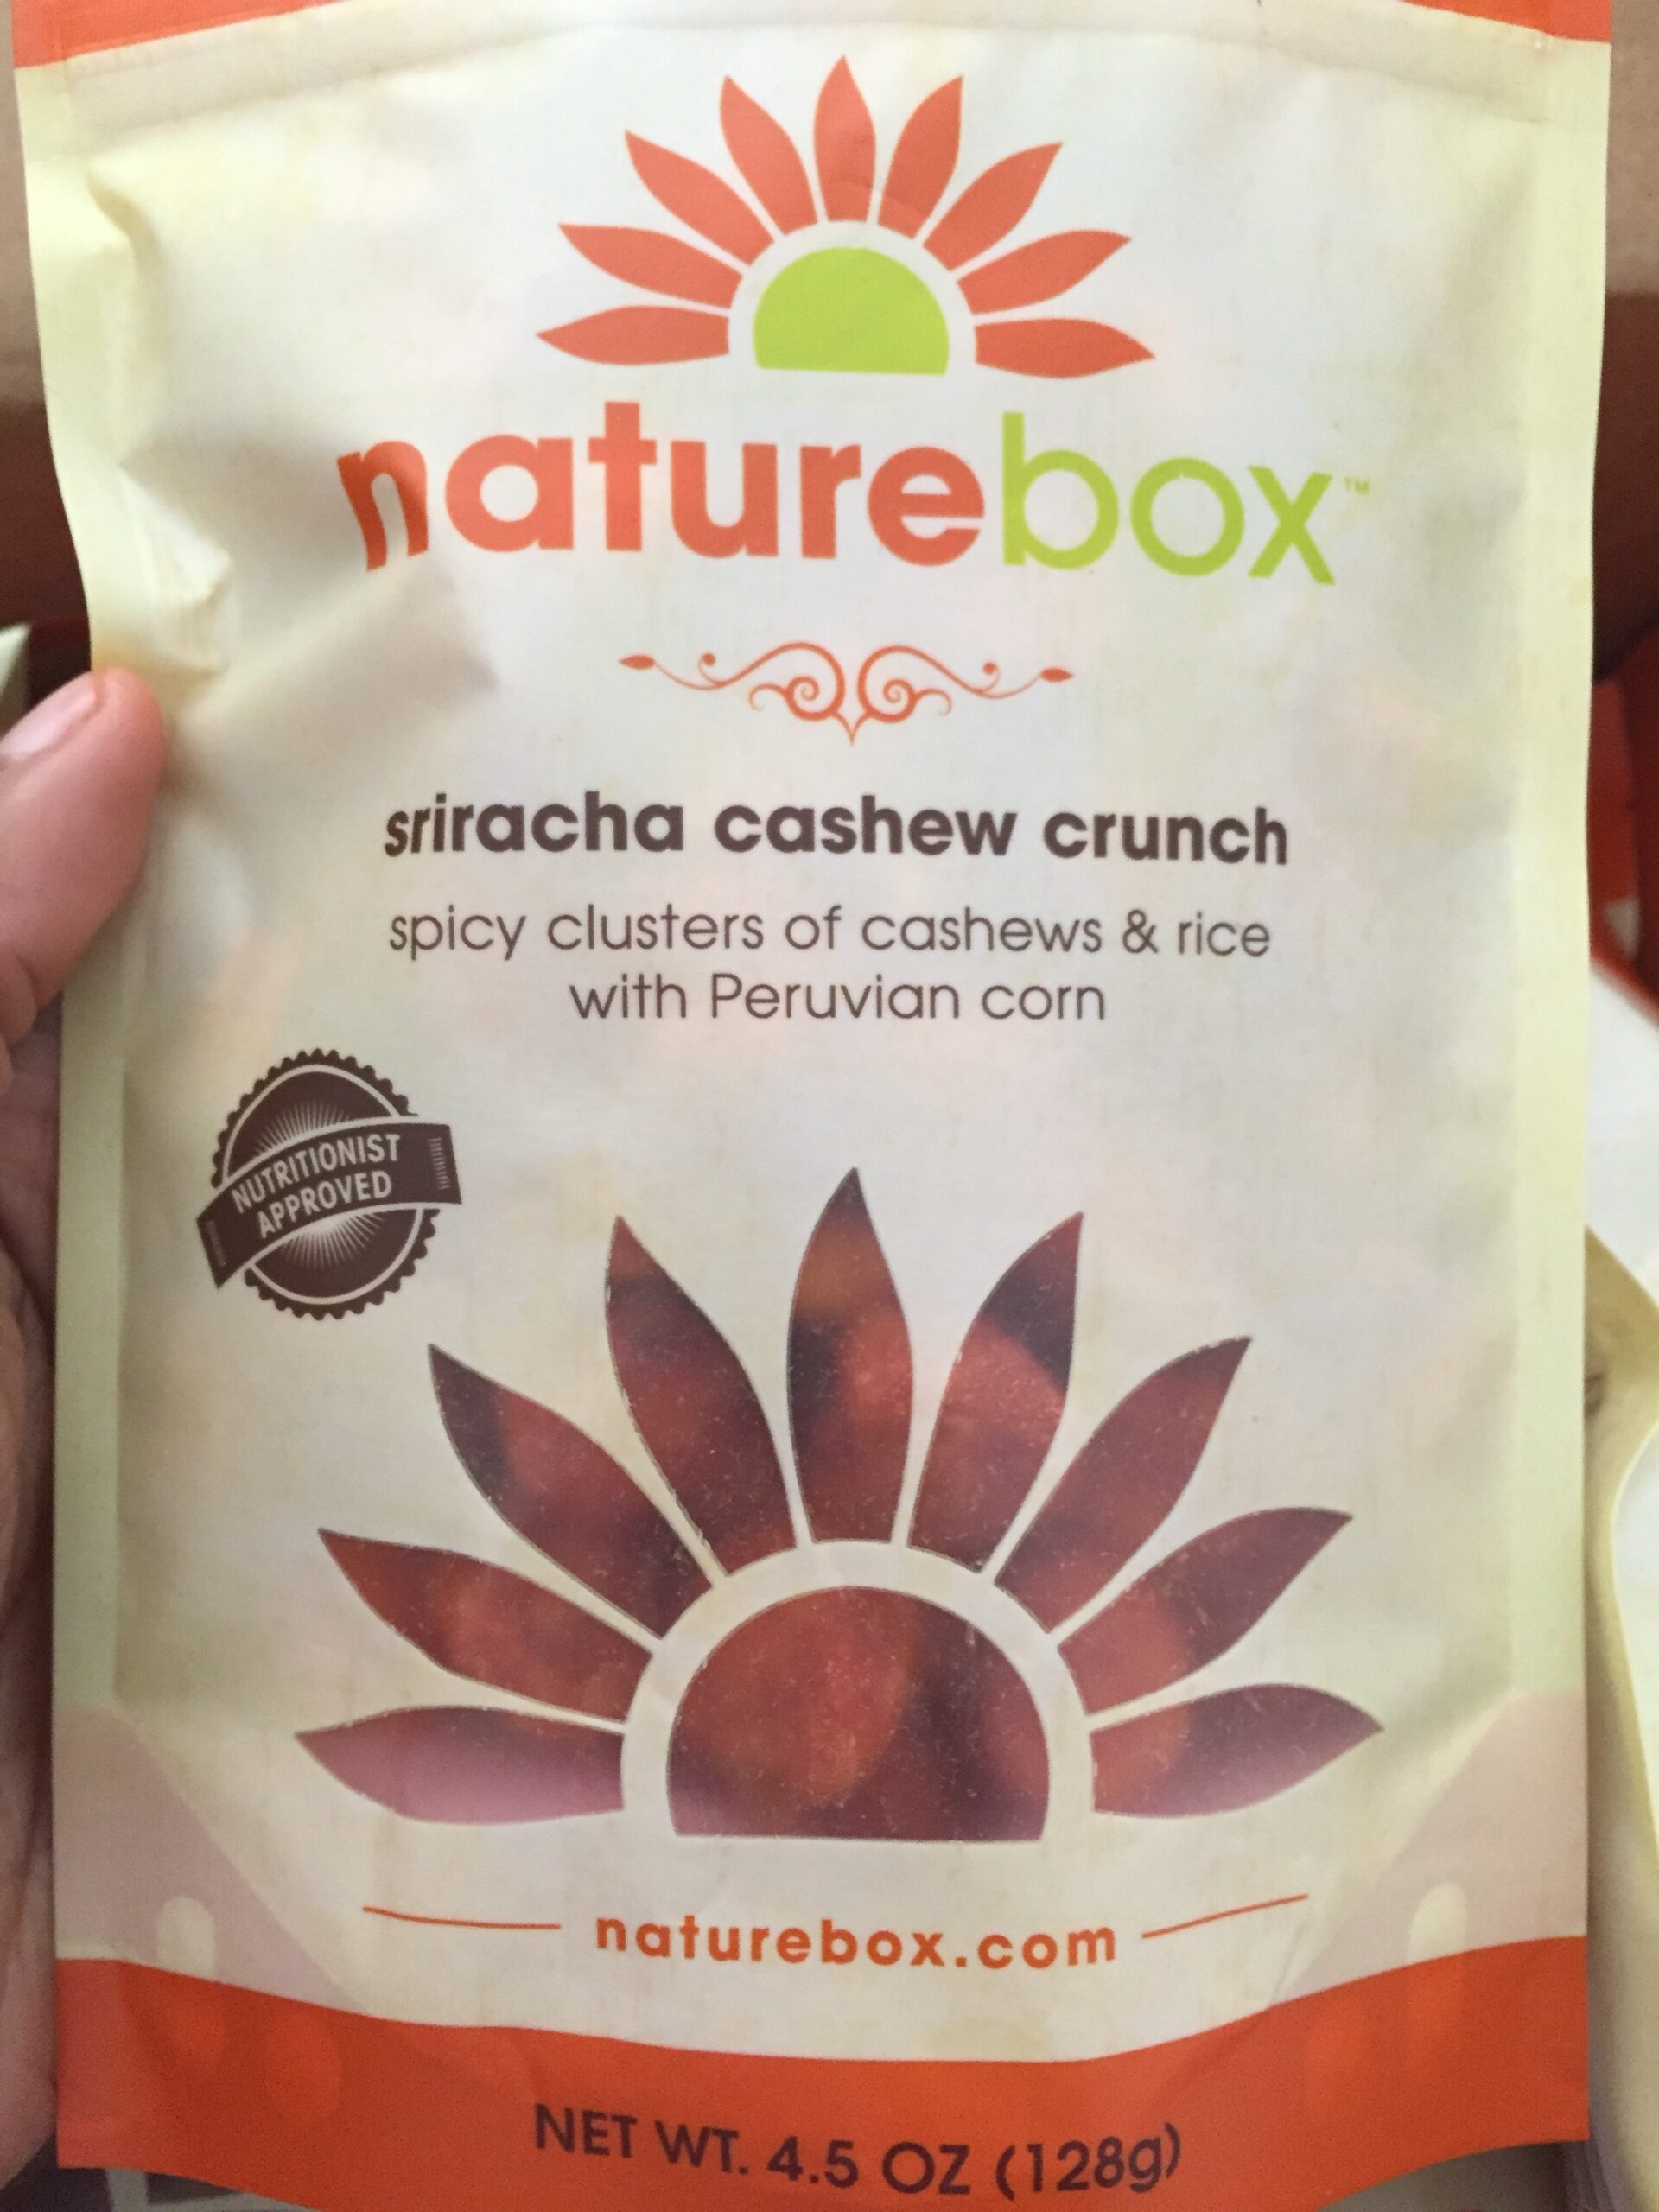 naturebox™
sriracha cashew crunch
spicy clusters of cashews & rice
with Peruvian corn
NUTRITIONIST
APPROVED
naturebox.com
NET WT. 4.5 OZ (128g)